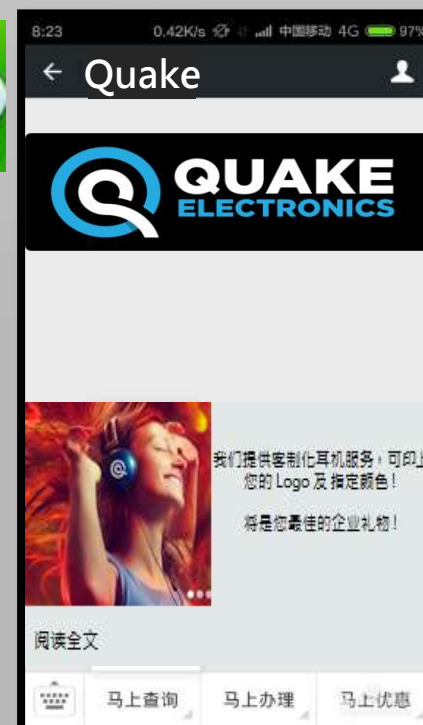 8:23 0.42K/s 中国移动 4G 97%
Quake
QUAKE
ELECTRONICS
我们提供客制化耳机服务，可印上
您的 Logo 及 指定颜色！
将是您最佳的企业礼物！
阅读全文
马上查询 马上办理 马上优惠